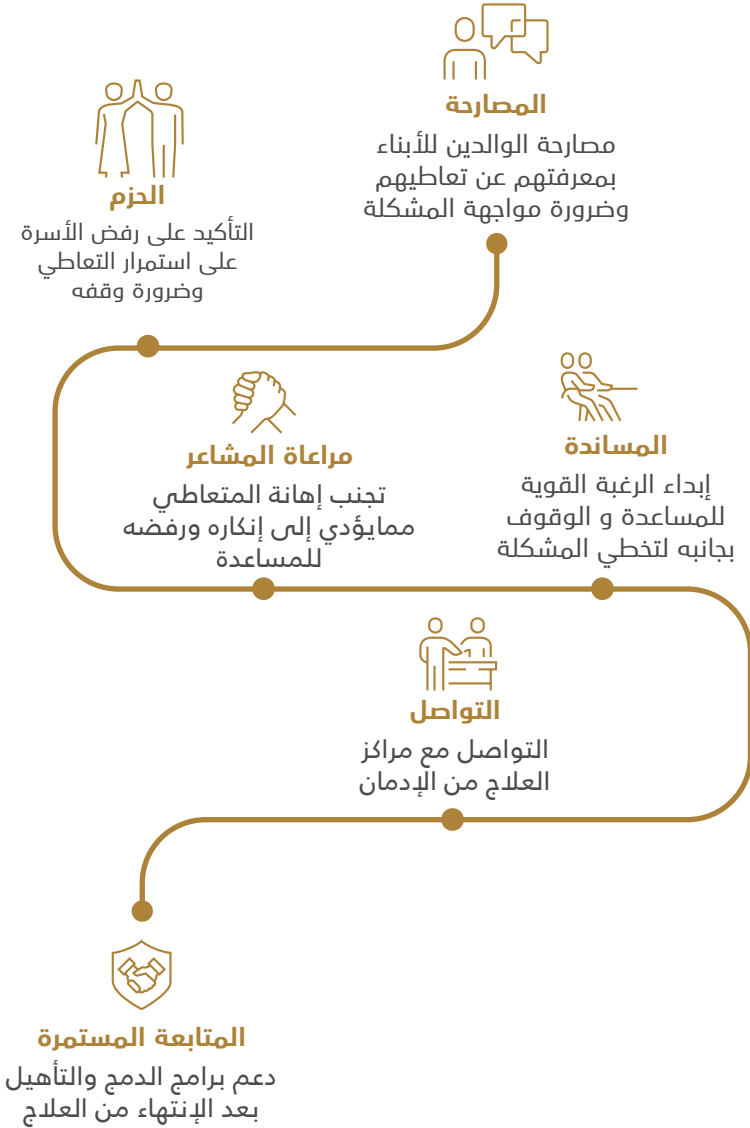 المصارحة
مصارحة الوالدين للأبناء
بمعرفتهم عن تعاطيهم
وضرورة مواجهة المشكلة
الحزم
التأكيد على رفض الأسرة
على استمرار التعاطي
وضرورة وقفه
مراعاة المشاعر
تجنب إهانة المتعاطي
ممايؤدي إلى إنكاره ورفضه
للمساعدة
المساندة
إبداء الرغبة القوية
للمساعدة و الوقوف
بجانبه لتخطي المشكلة
التواصل
التواصل مع مراكز
العلاج من الإدمان
المتابعة المستمرة
دعم برامج الدمج والتأهيل
بعد الإنتهاء من العلاج